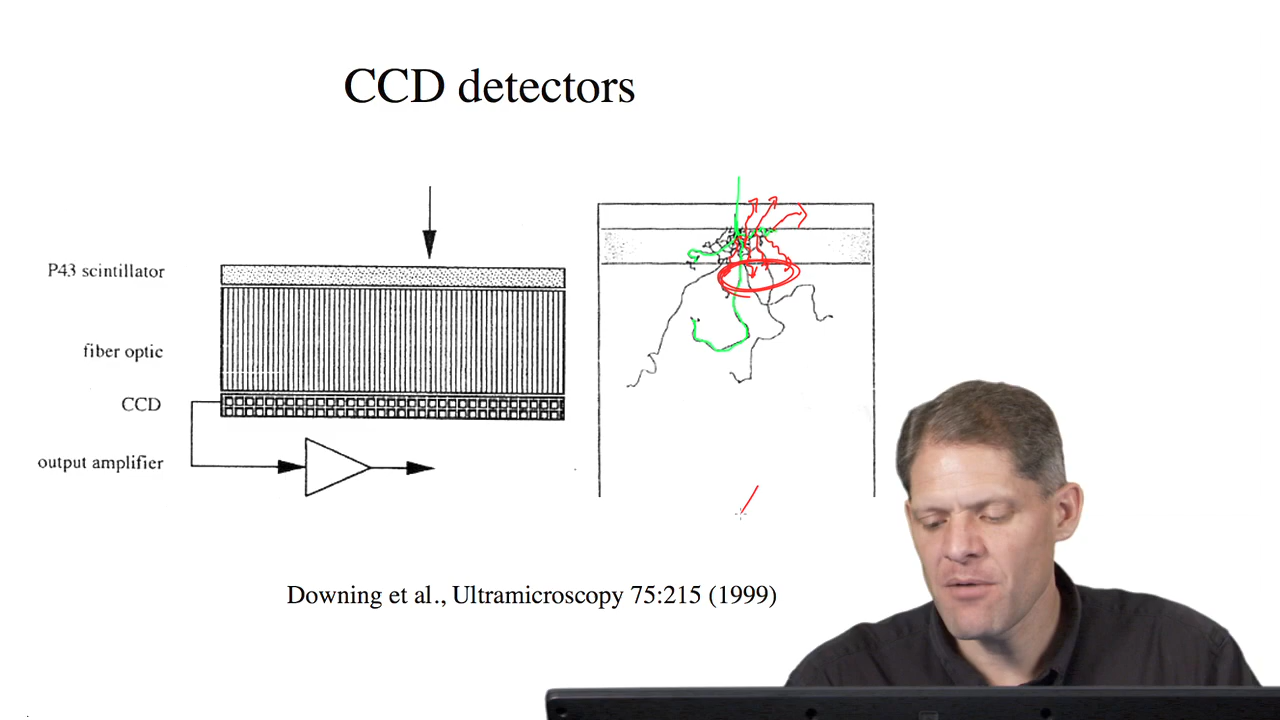 CCD detectors
P43 scintillator
fiber optic
CCD
output amplifier
Downing et al., Ultramicroscopy 75:215 (1999)